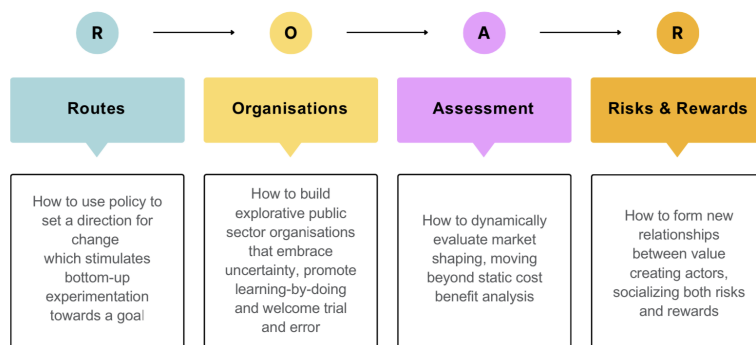 R
O
A
R
Routes
Organisations
Assessment
Risks & Rewards
How to use policy to
set a direction for
change
which stimulates
bottom-up
experimentation
towards a goal
How to build
explorative public
sector organisations
that embrace
uncertainty, promote
learning-by-doing
and welcome trial
and error
How to dynamically
evaluate market
shaping, moving
beyond static cost
benefit analysis
How to form new
relationships
between value
creating actors,
socializing both risks
and rewards